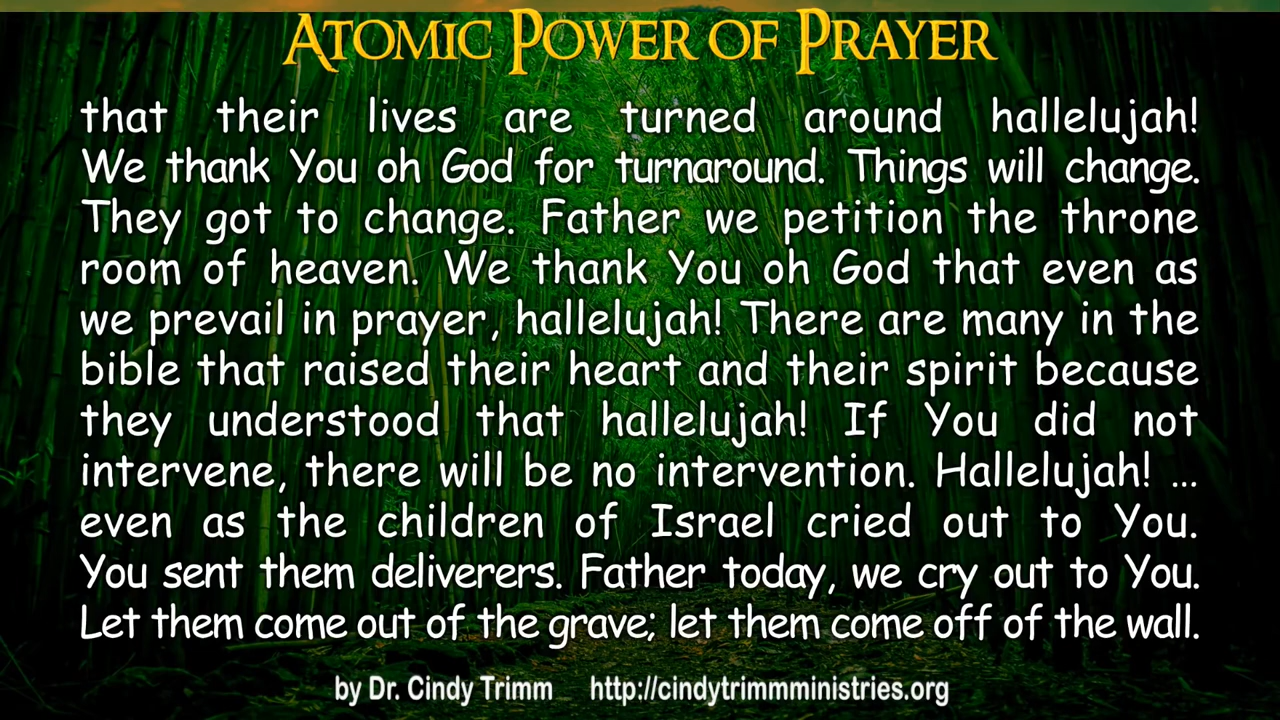 ATOMIC POWER OF PRAYER
that their lives are turned around hallelujah!
We thank You oh God for turnaround. Things will change.
They got to change. Father we petition the throne
room of heaven. We thank You oh God that even as
we prevail in prayer, hallelujah! There are many in the
bible that raised their heart and their spirit because
they understood that hallelujah! If You did not
intervene, there will be no intervention. Hallelujah! ...
even as the children of Israel cried out to You.
You sent them deliverers. Father today, we cry out to You.
Let them come out of the grave; let them come off of the wall.
by Dr. Cindy Trimm http://cindytrimmministries.org